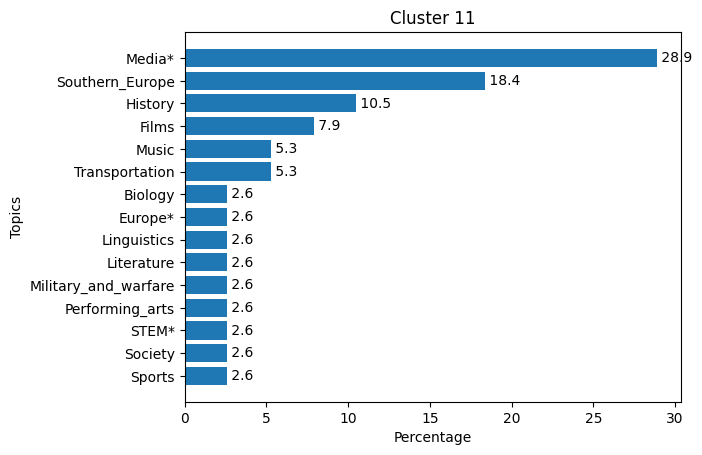 Cluster 11
Media* 28.9
Southern_Europe 18.4
History 10.5
Films 7.9
Music 5.3
Transportation 5.3
Biology 2.6
Europe* 2.6
Linguistics 2.6
Literature 2.6
Military_and_warfare 2.6
Performing_arts 2.6
STEM* 2.6
Society 2.6
Sports 2.6
Topics
0 5 10 15 20 25 30
Percentage